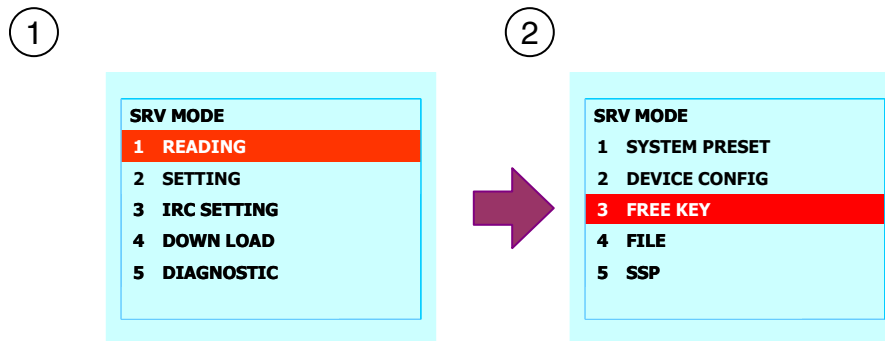 1
SRV MODE
1 READING
2 SETTING
3 IRC SETTING
4 DOWN LOAD
5 DIAGNOSTIC
2
SRV MODE
1 SYSTEM PRESET
2 DEVICE CONFIG
3 FREE KEY
4 FILE
5 SSP